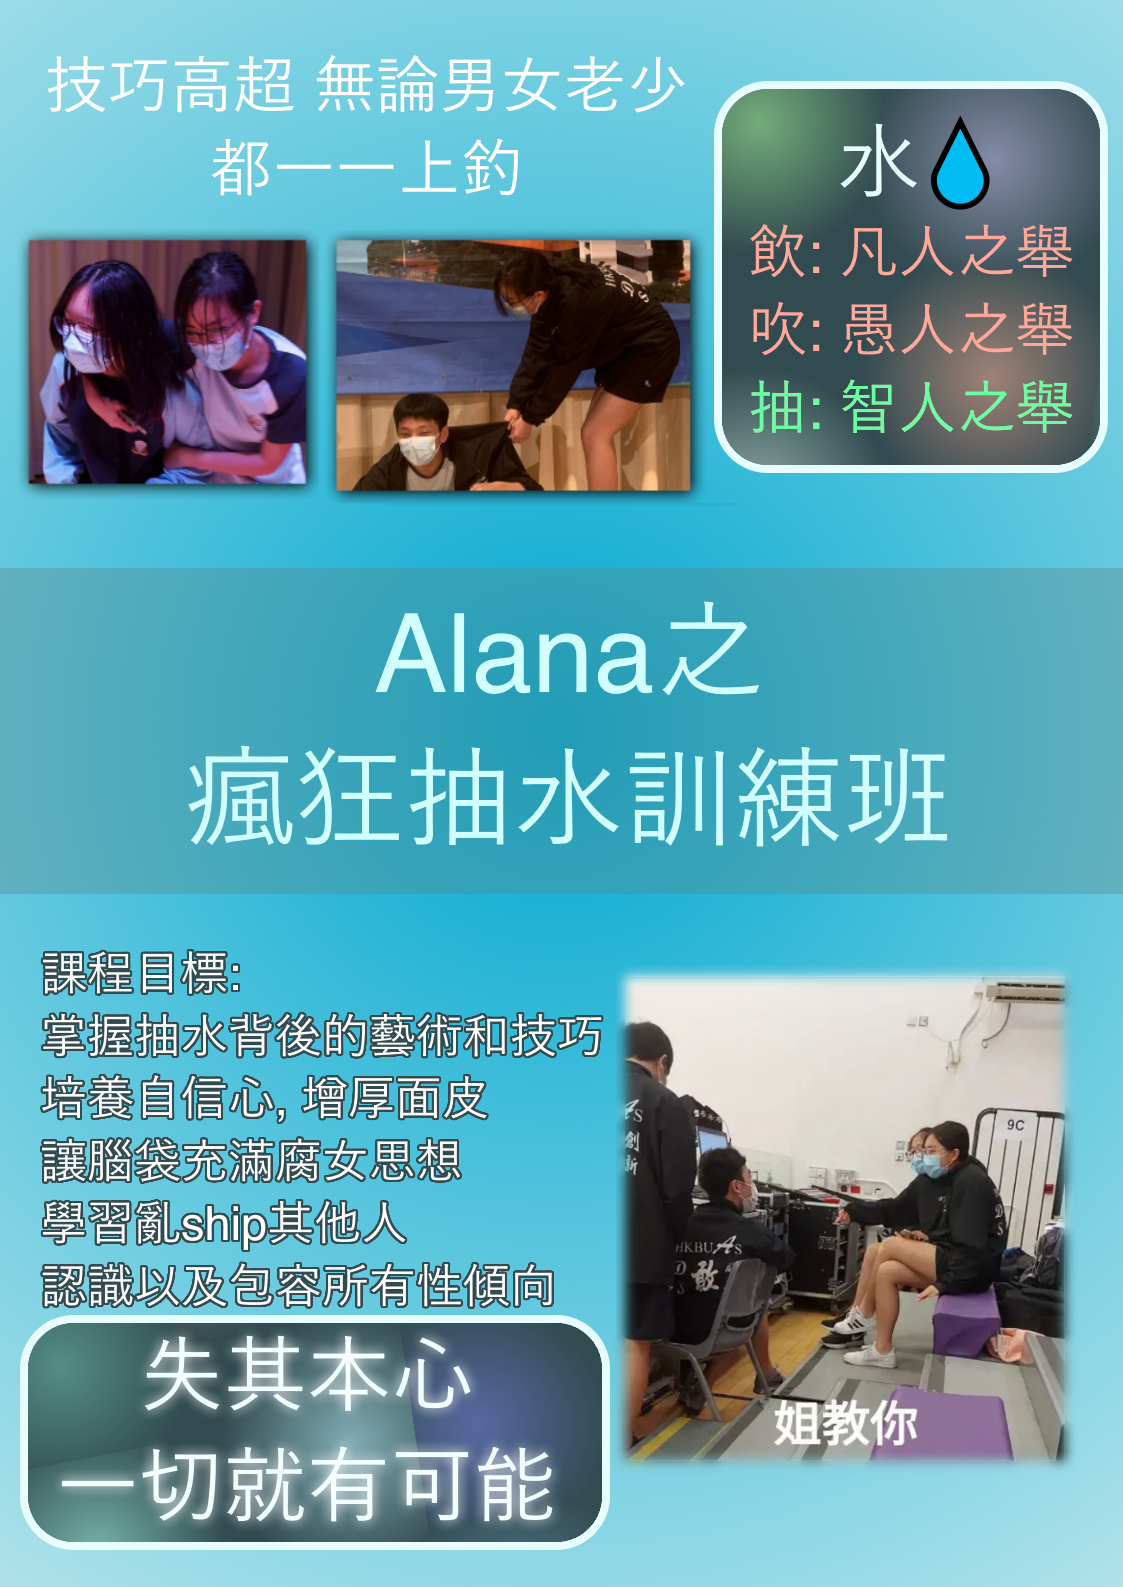 技巧高超 無論男女老少
都一一上釣
水
飲: 凡人之舉
吹: 愚人之舉
抽: 智人之舉
Alana之
瘋狂抽水訓練班
課程目標:
掌握抽水背後的藝術和技巧
培養自信心, 增厚面皮
讓腦袋充滿腐女思想
學習亂ship其他人
認識以及包容所有性傾向
失其本心
一切就有可能
9C
創
新
HKBU AS
敢
姐教你